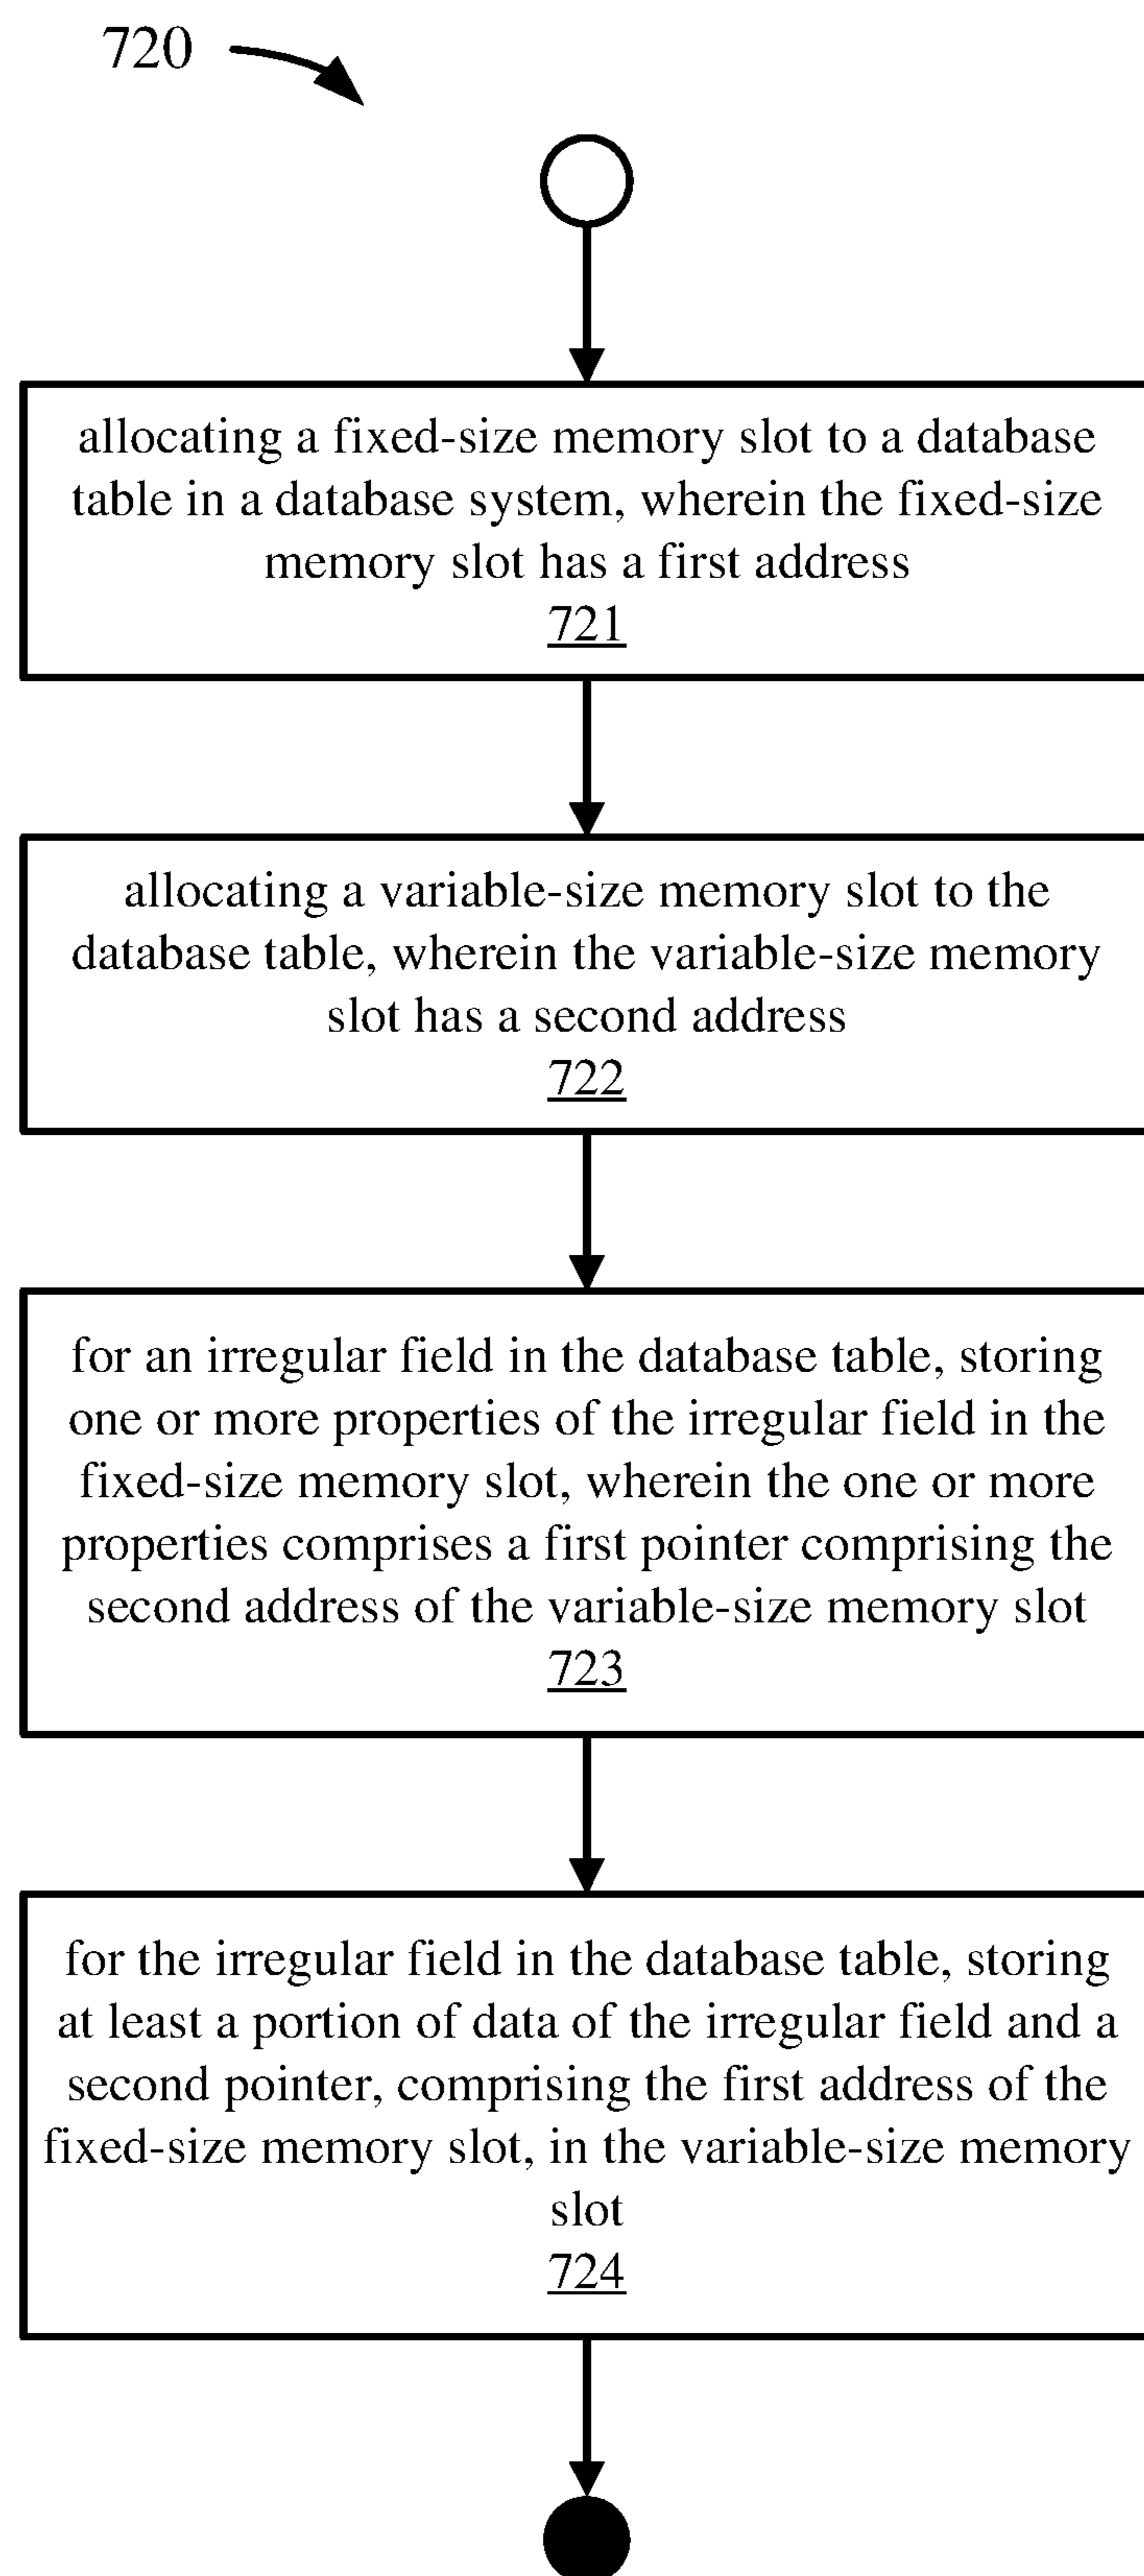 720
allocating a fixed-size memory slot to a database
table in a database system, wherein the fixed-size
memory slot has a first address
721
allocating a variable-size memory slot to the
database table, wherein the variable-size memory
slot has a second address
722
for an irregular field in the database table, storing
one or more properties of the irregular field in the
fixed-size memory slot, wherein the one or more
properties comprises a first pointer comprising the
second address of the variable-size memory slot
723
for the irregular field in the database table, storing
at least a portion of data of the irregular field and a
second pointer, comprising the first address of the
fixed-size memory slot, in the variable-size memory
slot
724